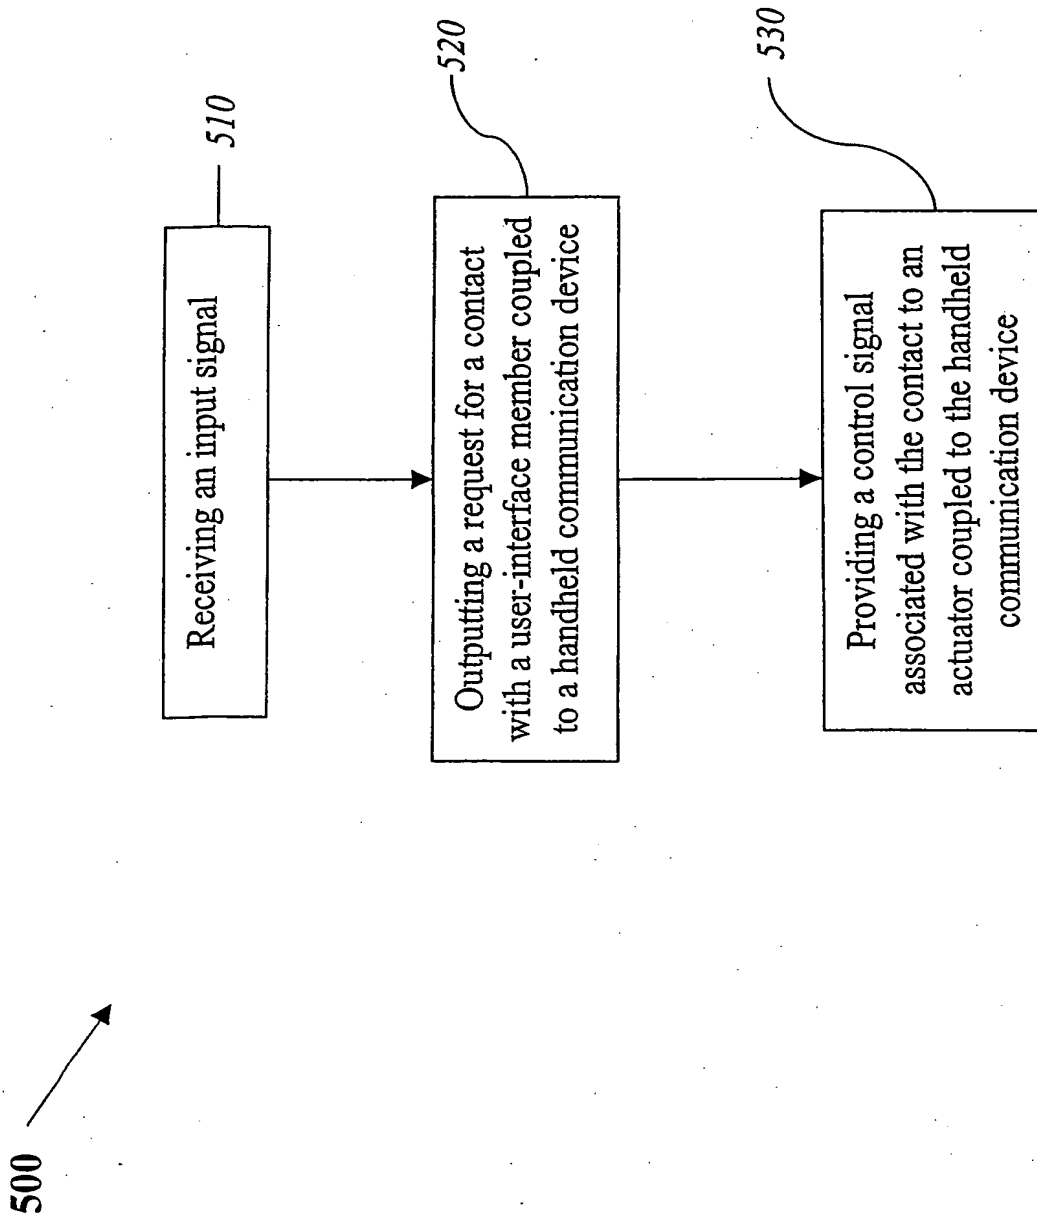 500
Receiving an input signal
510
Outputting a request for a contact
with a user-interface member coupled
to a handheld communication device
520
Providing a control signal
associated with the contact to an
actuator coupled to the handheld
communication device
530